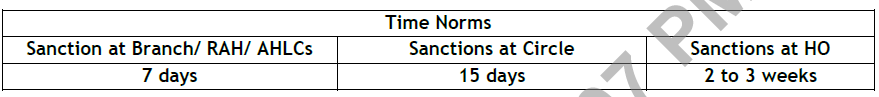 Time Norms
Sanction at Branch/ RAH/ AHLCs Sanctions at Circle Sanctions at HO
7 days 15 days 2 to 3 weeks